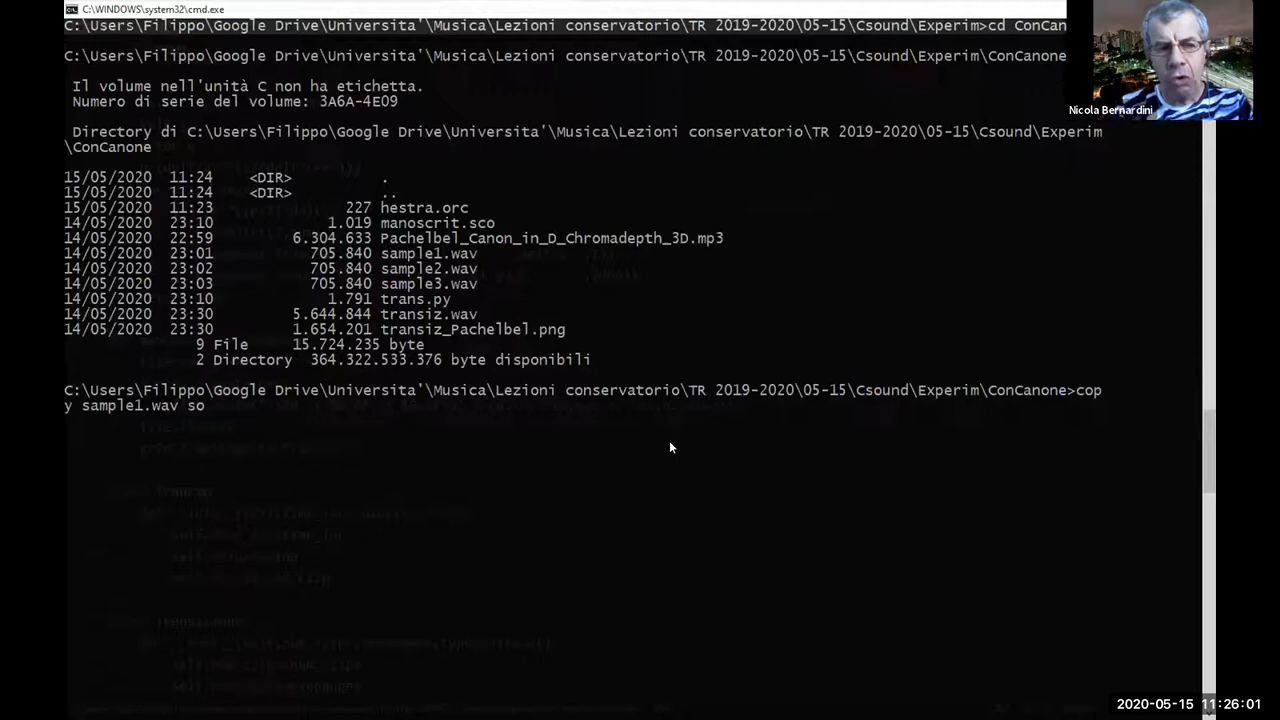 C:\WINDOWS\system32\cmd.exe
C:\Users\Filippo\Google Drive\Universita'\Musica\Lezioni conservatorio\TR 2019-2020\05-15\Csound\Experim>cd ConCan
C:\Users\Filippo\Google Drive\Universita'\Musica\Lezioni conservatorio\TR 2019-2020\05-15\Csound\Experim\ConCanone
Nicola Bernardini
Il volume nell'unità C non ha etichetta.
Numero di serie del volume: 3A6A-4E09
Directory di C:\Users\Filippo\Google Drive\Universita'\Musica\Lezioni conservatorio\TR 2019-2020\05-15\Csound\Experim
\ConCanone
15/05/2020 11:24 <DIR> .
15/05/2020 11:24 <DIR> ..
15/05/2020 11:23 227 hestra.orc
14/05/2020 23:10 1.019 manoscrit.sco
14/05/2020 22:59 6.304.633 Pachelbel_Canon_in_D_Chromadepth_3D.mp3
14/05/2020 23:01 705.840 sample1.wav
14/05/2020 23:02 705.840 sample2.wav
14/05/2020 23:03 705.840 sample3.wav
14/05/2020 23:10 1.791 trans.py
14/05/2020 23:30 5.644.844 transiz.wav
14/05/2020 23:30 1.654.201 transiz_Pachelbel.png
9 File 15.724.235 byte
2 Directory 364.322.533.376 byte disponibili
C:\Users\Filippo\Google Drive\Universita'\Musica\Lezioni conservatorio\TR 2019-2020\05-15\Csound\Experim\ConCanone>cop
y sample1.wav so
2020-05-15 11:26:01